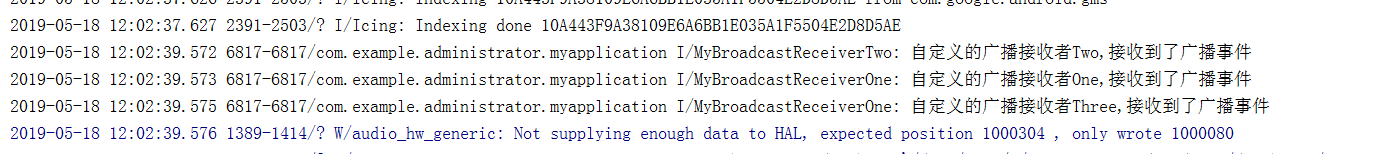 2019-05-18 12:02:37.627 2391-2503/? I/Icing: Indexing done 10A443F9A38109E6A6BB1E035A1F5504E2D8D5AE
2019-05-18 12:02:39.572 6817-6817/com.example.administrator.myapplication I/MyBroadcastReceiverTwo: 自定义的广播接收者Two,接收到了广播事件
2019-05-18 12:02:39.573 6817-6817/com.example.administrator.myapplication I/MyBroadcastReceiverOne: 自定义的广播接收者One,接收到了广播事件
2019-05-18 12:02:39.575 6817-6817/com.example.administrator.myapplication I/MyBroadcastReceiverOne: 自定义的广播接收者Three,接收到了广播事件
2019-05-18 12:02:39.576 1389-1414/? W/audio_hw_generic: Not supplying enough data to HAL, expected position 1000304 , only wrote 1000080